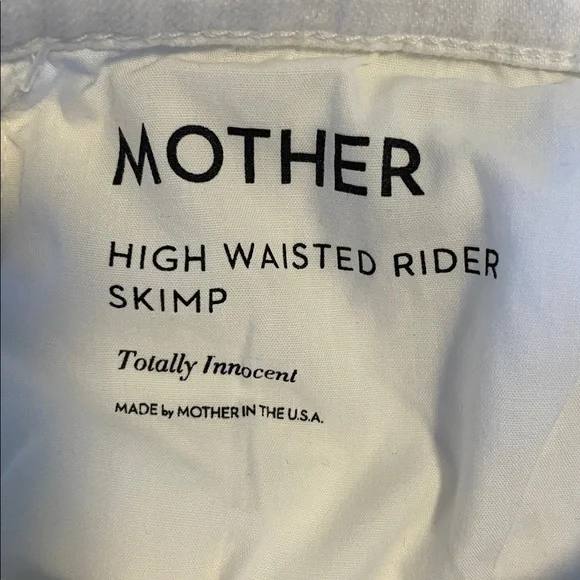 MOTHER
HIGH WAISTED RIDER
SKIMP
Totally Innocent
MADE by MOTHER IN THE U.S.A.